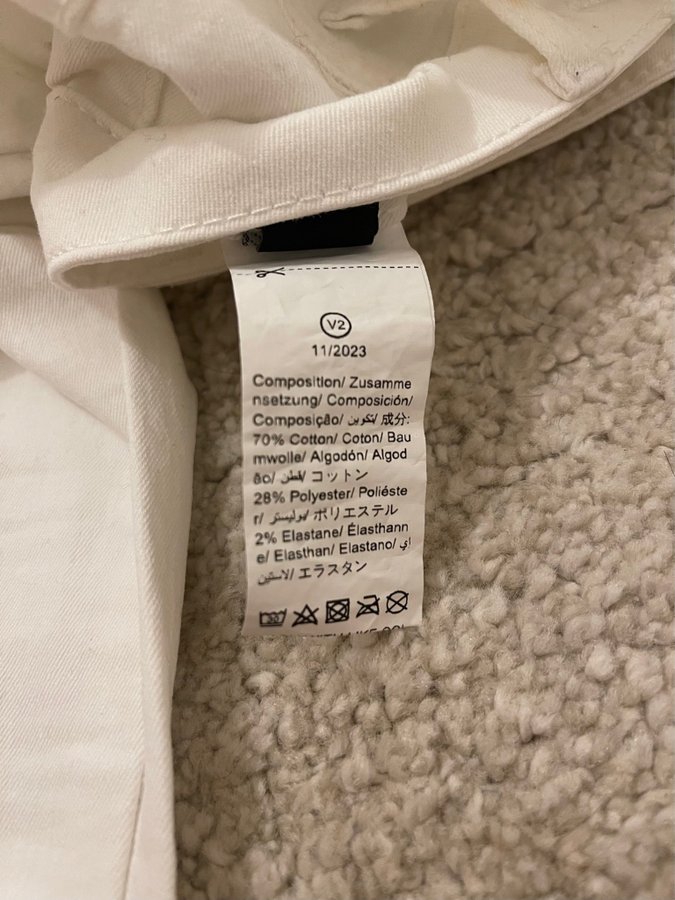 V2
11/2023
Composition/ Zusamme
nsetzung/ Composición/
Composição/ تكوين/ 成分:
70% Cotton/ Coton/ Bau
mwolle/ Algodón/ Algod
ão/ قطن/ コットン
28% Polyester/ Poliéste
r/ بوليستر/ ポリエステル
2% Elastane/ Élasthann
e/ Elasthan/ Elastano/ إي
لاستين/ エラスタン
30